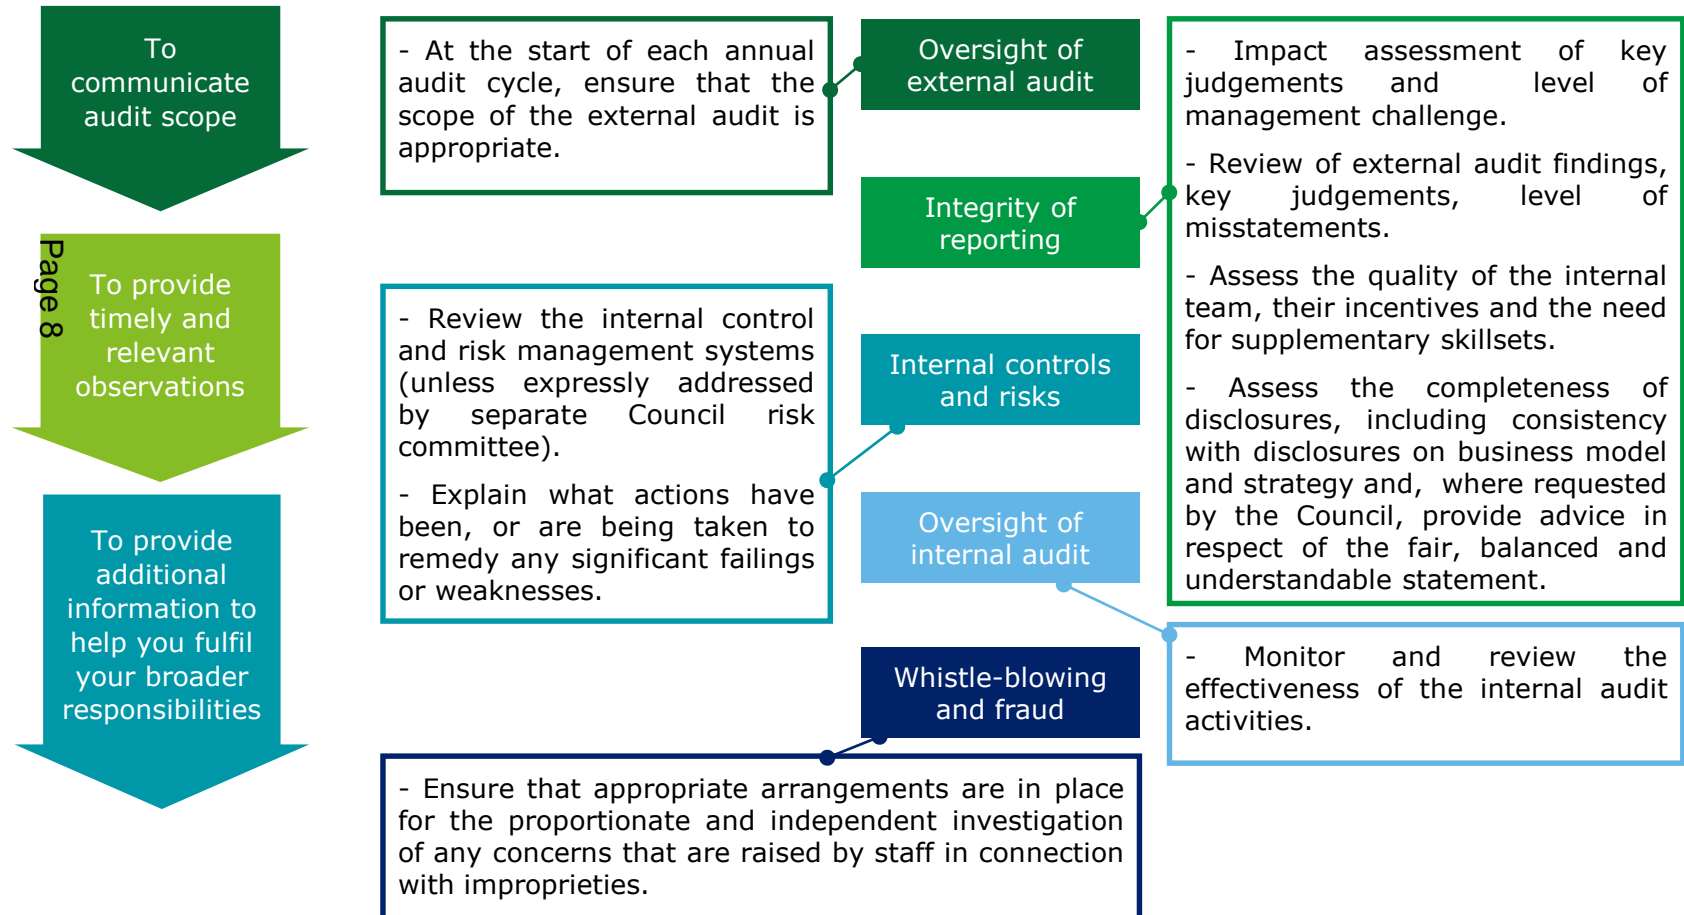 To
communicate
audit scope
Page 8
To provide
timely and
relevant
observations
To provide
additional
information to
help you fulfil
your broader
responsibilities
- At the start of each annual
audit cycle, ensure that the
scope of the external audit is
appropriate.
Oversight of
external audit
Integrity of
reporting
- Impact assessment of key
judgements and level of
management challenge.
- Review of external audit findings,
key judgements, level of
misstatements.
- Assess the quality of the internal
team, their incentives and the need
for supplementary skillsets.
- Assess the completeness of
disclosures, including consistency
with disclosures on business model
and strategy and, where requested
by the Council, provide advice in
respect of the fair, balanced and
understandable statement.
- Review the internal control
and risk management systems
(unless expressly addressed
by separate Council risk
committee).
- Explain what actions have
been, or are being taken to
remedy any significant failings
or weaknesses.
Internal controls
and risks
Oversight of
internal audit
- Monitor and review the
effectiveness of the internal audit
activities.
Whistle-blowing
and fraud
- Ensure that appropriate arrangements are in place
for the proportionate and independent investigation
of any concerns that are raised by staff in connection
with improprieties.